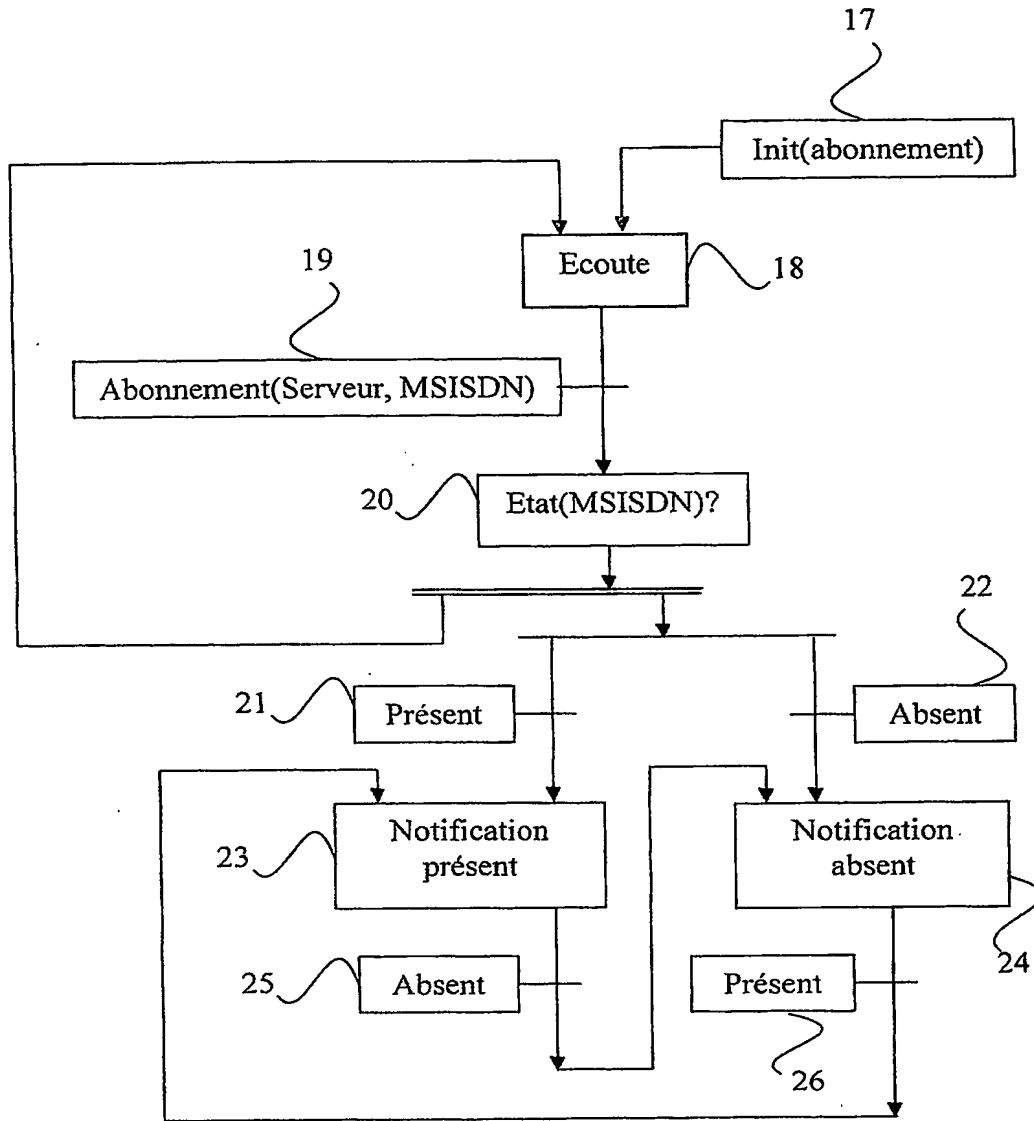 17
Init(abonnement)
Ecoute
18
19
Abonnement(Serveur, MSISDN)
20
Etat(MSISDN)?
22
21
Présent
Absent
23
Notification
présent
Notification
absent
24
25
Absent
Présent
26